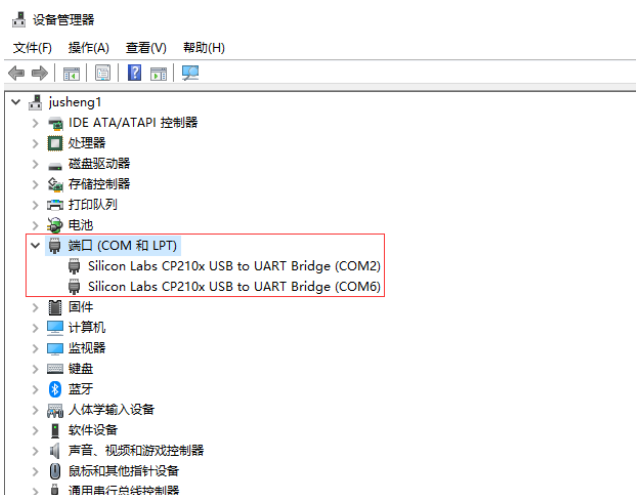 设备管理器
文件(F) 操作(A) 查看(V) 帮助(H)
jusheng1
IDE ATA/ATAPI 控制器
处理器
磁盘驱动器
存储控制器
打印队列
电池
端口 (COM 和 LPT)
Silicon Labs CP210x USB to UART Bridge (COM2)
Silicon Labs CP210x USB to UART Bridge (COM6)
固件
计算机
监视器
键盘
蓝牙
人体学输入设备
软件设备
声音、视频和游戏控制器
鼠标和其他指针设备
通用串行总线控制器